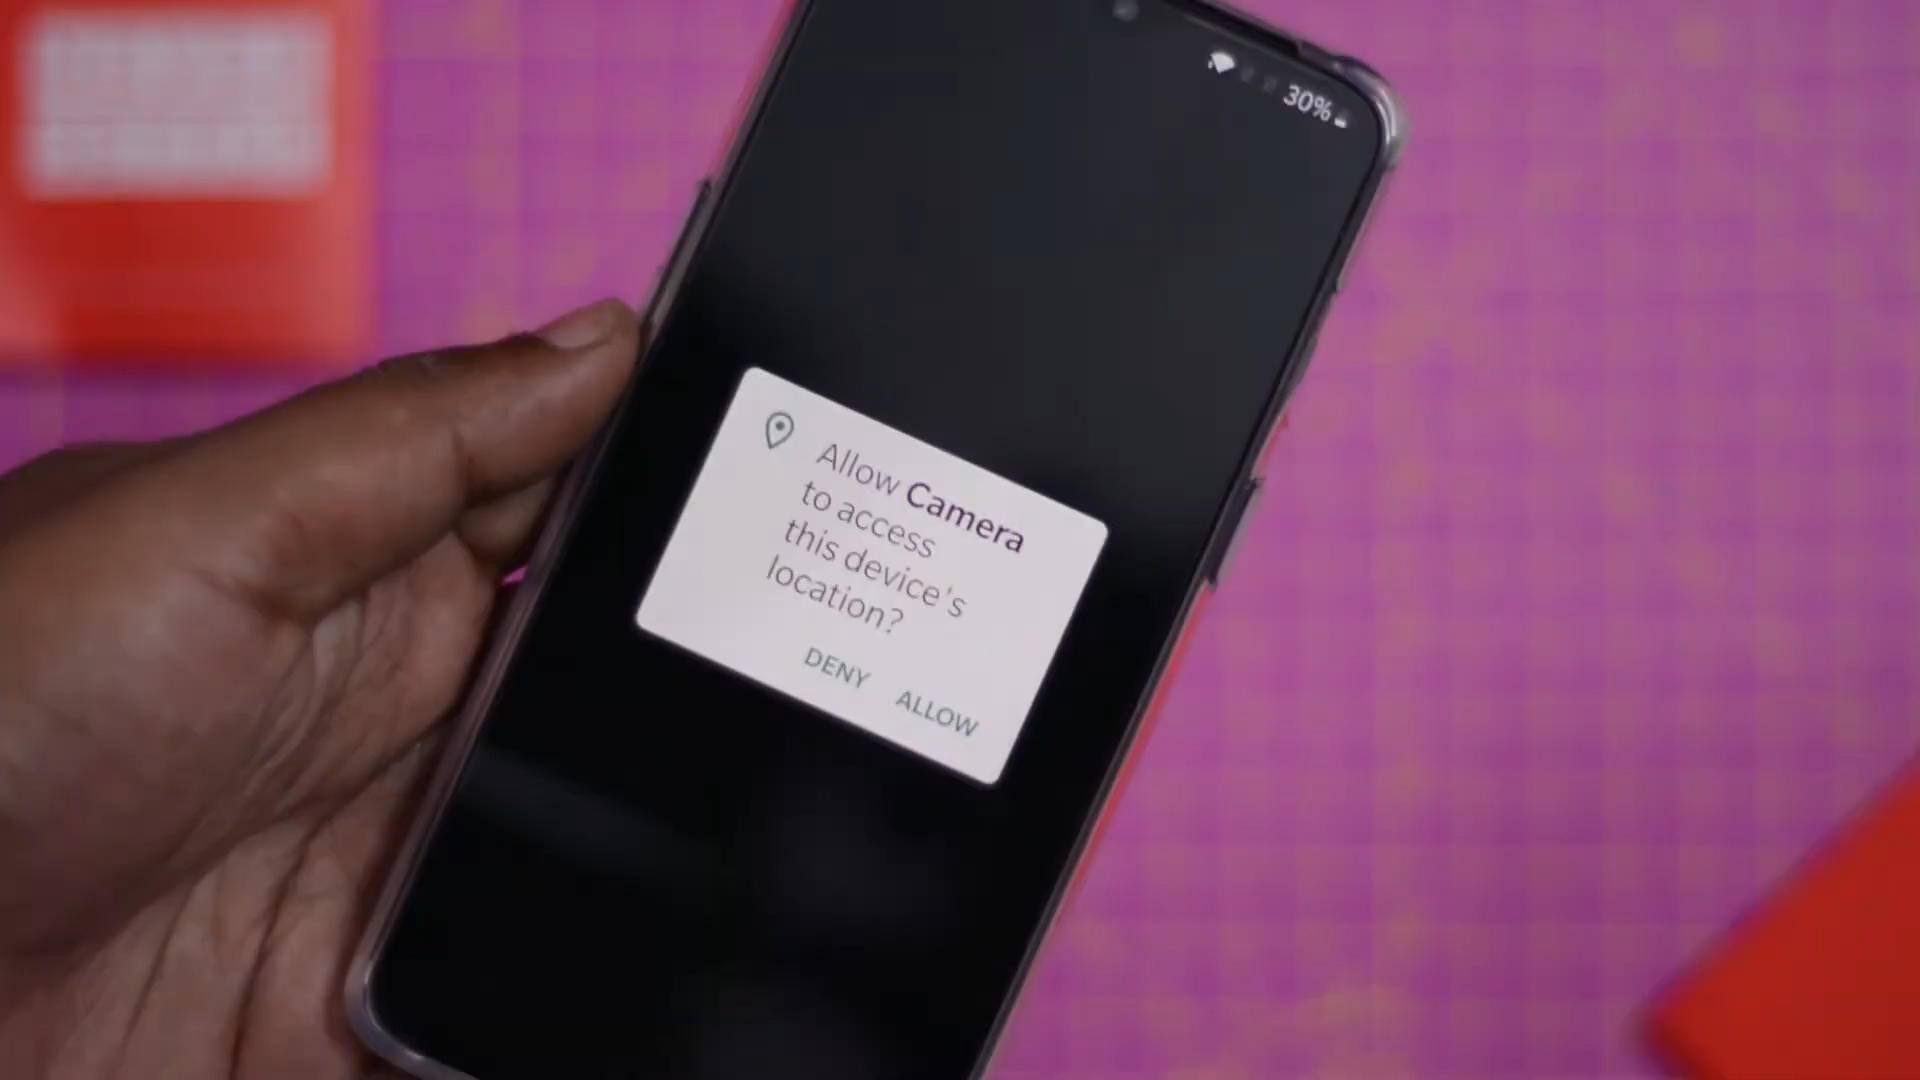 30%
Allow Camera
to access
this device's
location?
DENY ALLOW